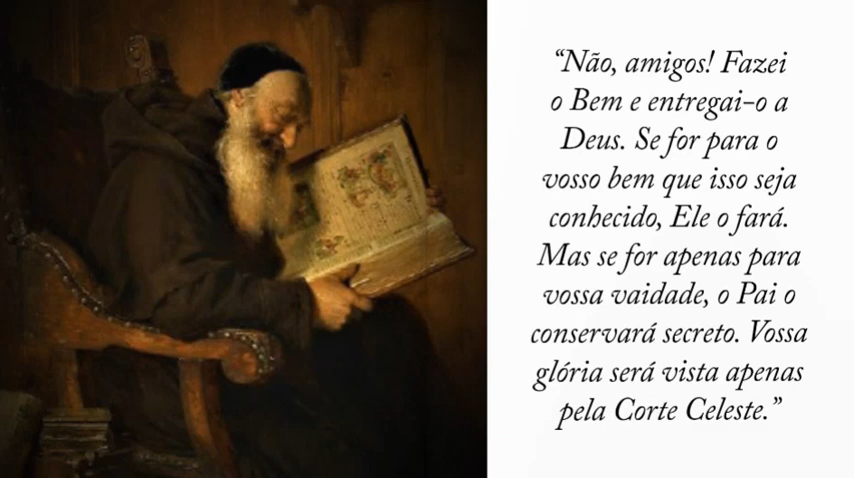 “Não, amigos! Fazei
o Bem e entregai-o a
Deus. Se for para o
vosso bem que isso seja
conhecido, Ele o fará.
Mas se for apenas para
vossa vaidade, o Pai o
conservará secreto. Vossa
glória será vista apenas
pela Corte Celeste.”